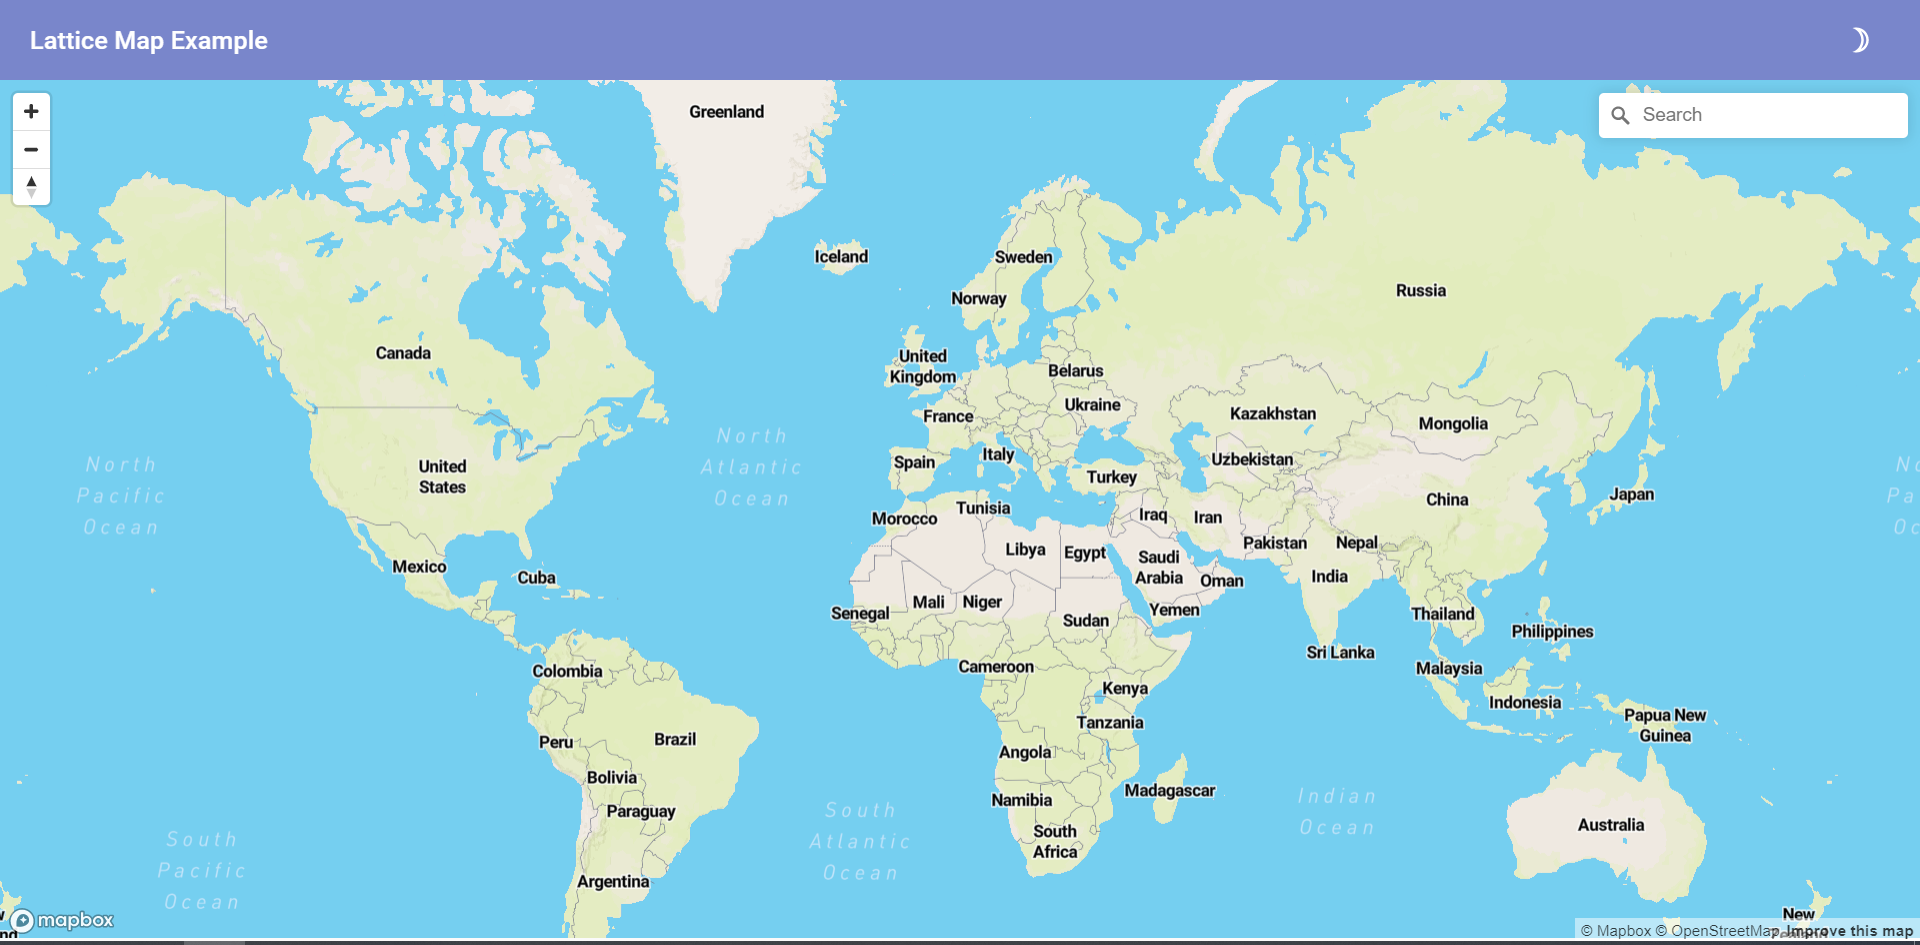 Lattice Map Example
Search
Greenland
Iceland
Sweden
Norway
Russia
Canada
United
Kingdom
Belarus
Ukraine
France
Kazakhstan
Mongolia
North
Atlantic
Ocean
North
Pacific
Ocean
United
States
Spain
Italy
Turkey
Uzbekistan
China
Japan
Morocco
Tunisia
Iraq
Iran
Libya
Egypt
Pakistan
Nepal
Mexico
Cuba
Saudi
Arabia
Oman
India
Mali
Niger
Senegal
Sudan
Yemen
Thailand
Philippines
Sri Lanka
Colombia
Cameroon
Malaysia
Kenya
Indonesia
Tanzania
Papua New
Guinea
Peru
Brazil
Angola
Bolivia
Madagascar
Namibia
Paraguay
South
Atlantic
Ocean
Indian
Ocean
South
Africa
Australia
South
Pacific
Ocean
Argentina
New
mapbox
© Mapbox © OpenStreetMap Improve this map